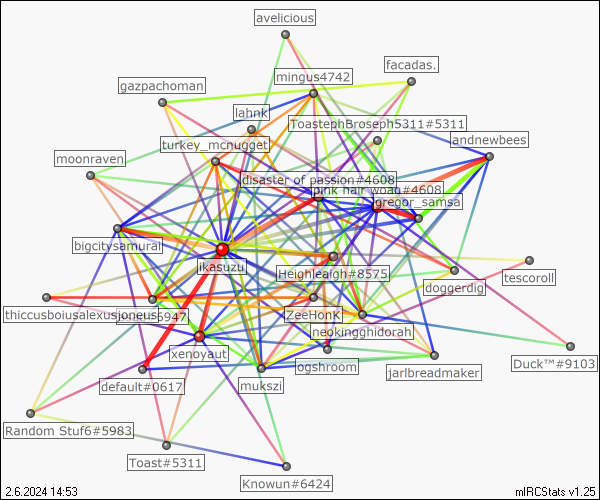 avelicious
facadas.
mingus4742
gazpachoman
lahnk
ToastephBroseph5311#5311
andnewbees
turkey_mcnugget
moonraven
disaster of passion#4608
pink hair woag#4608
gregor_samsa
bigcitysamurai
ikasuzu
Heighleaigh#8575
tescoroll
doggerdig
thiccusboiusalexusjoneus
5947
ZeeHonk
neokingghidorah
xenoyaut
ogshroom
Duck™#9103
jarlbreadmaker
default#0617
mukszi
Random Stuf6#5983
Toast#5311
Knowun#6424
2.6.2024 14:53
mIRCStats v1.25